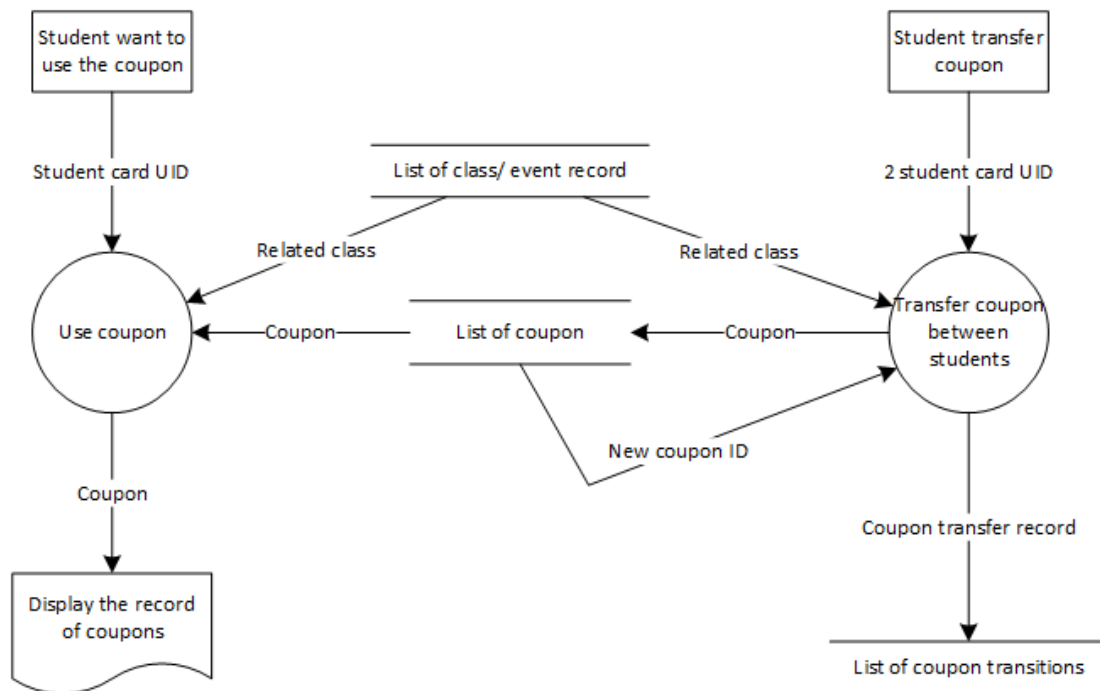 Student want to
use the coupon
Student transfer
coupon
Student card UID
List of class/ event record
2 student card UID
Related class
Related class
Use coupon
Coupon
List of coupon
Coupon
Transfer coupon
between
students
New coupon ID
Coupon
Coupon transfer record
Display the record
of coupons
List of coupon transitions